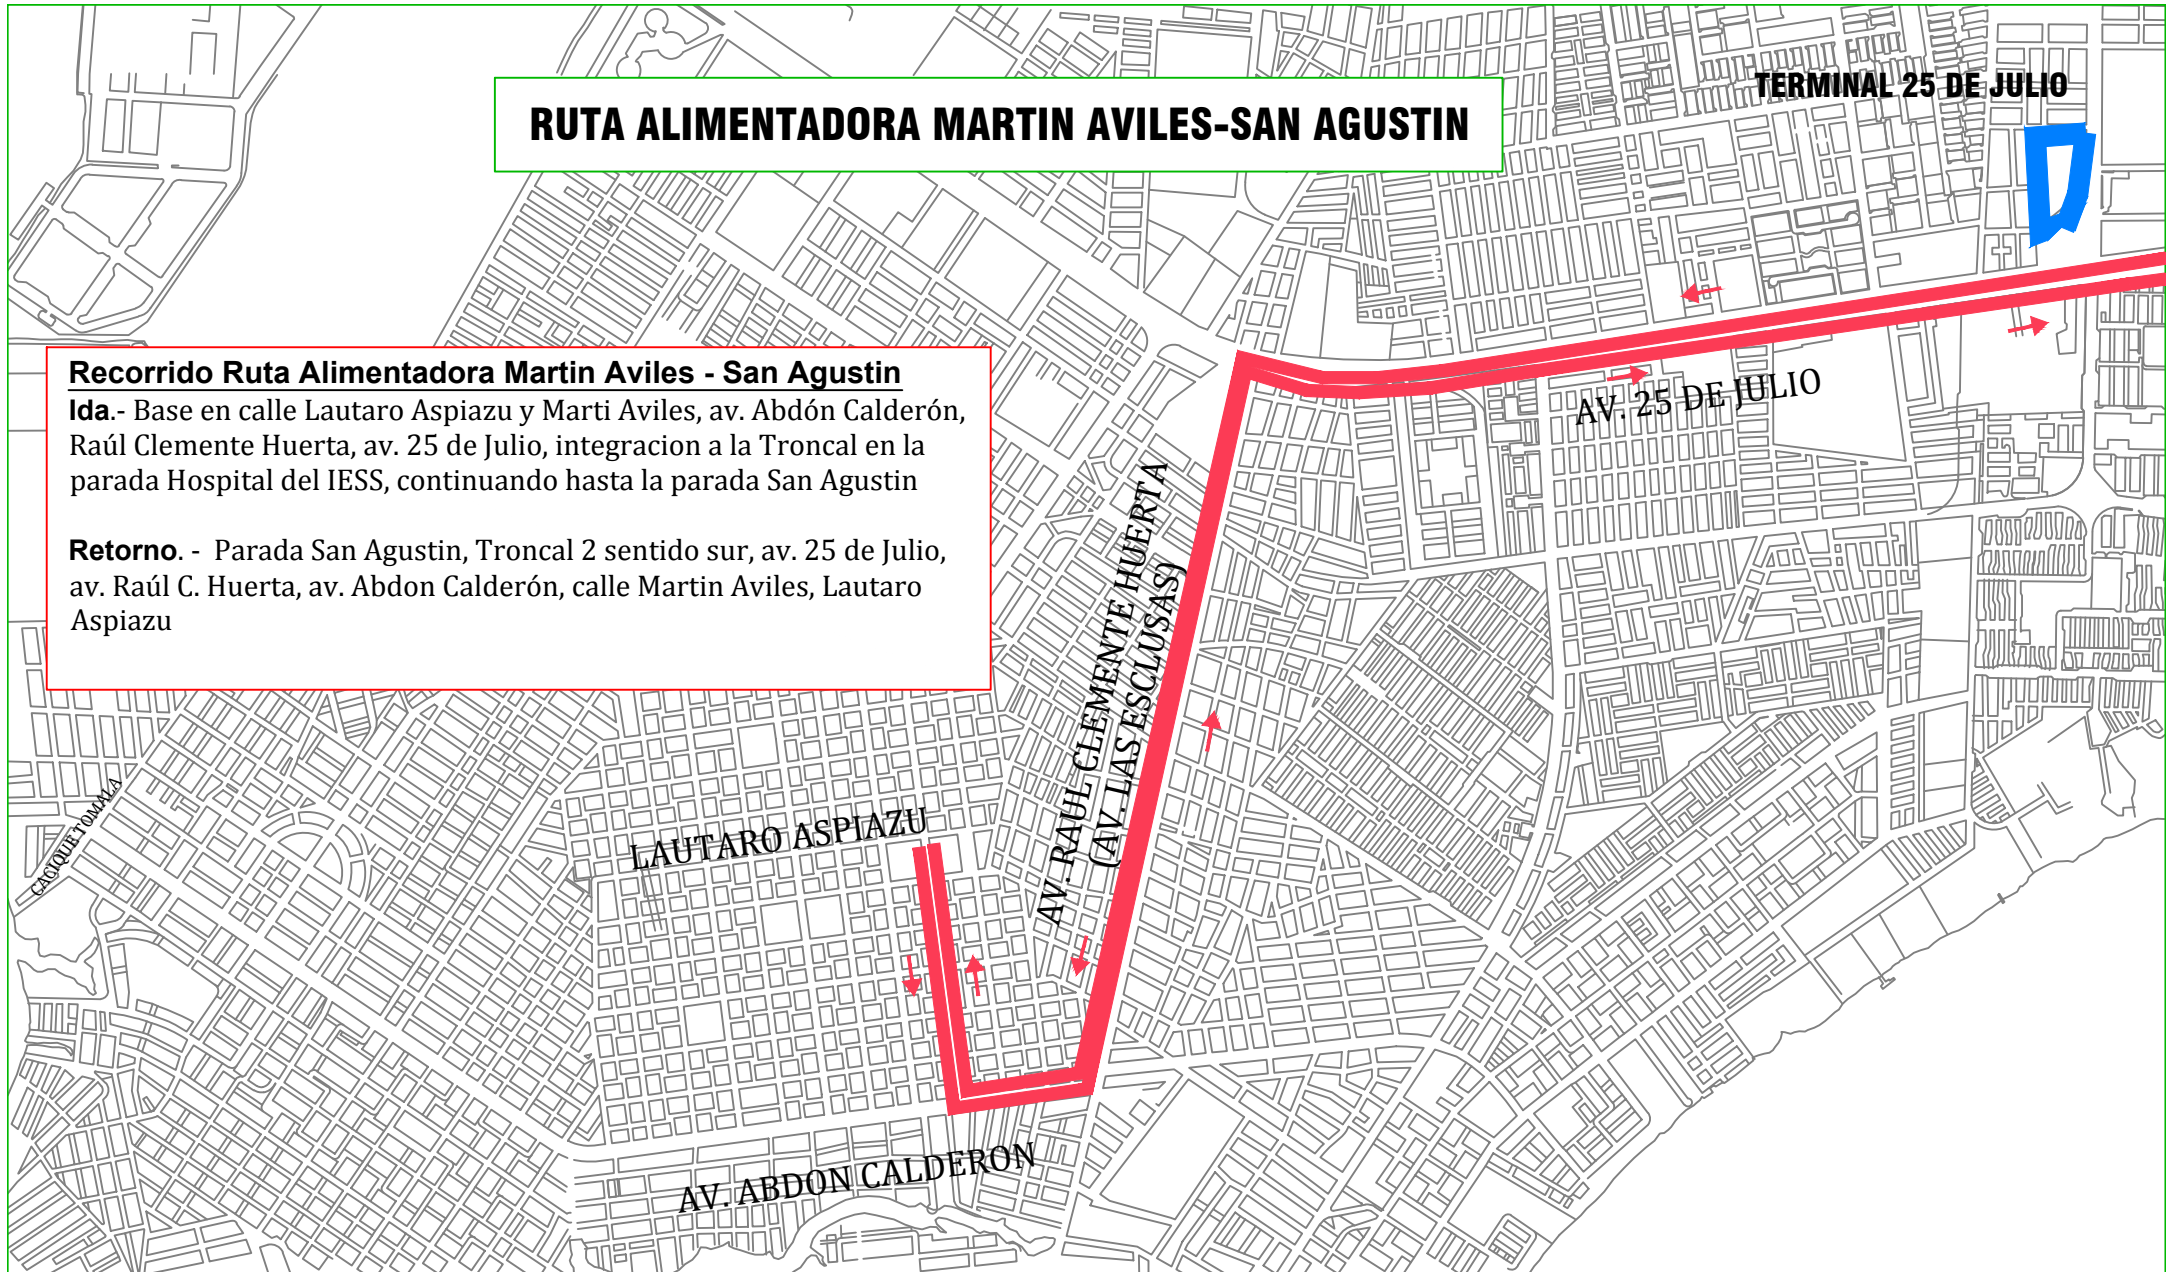 TERMINAL 25 DE JULIO
RUTA ALIMENTADORA MARTIN AVILES-SAN AGUSTIN
Recorrido Ruta Alimentadora Martin Aviles - San Agustin
Ida.- Base en calle Lautaro Aspiazu y Marti Aviles, av. Abdón Calderón,
Raúl Clemente Huerta, av. 25 de Julio, integracion a la Troncal en la
parada Hospital del IESS, continuando hasta la parada San Agustin
Retorno. - Parada San Agustin, Troncal 2 sentido sur, av. 25 de Julio,
av. Raúl C. Huerta, av. Abdon Calderón, calle Martin Aviles, Lautaro
Aspiazu
AV. 25 DE JULIO
AV. RAUL CLEMENTE HUERTA
(AV. LAS ESCLUSAS)
CACIQUE TOMALA
LAUTARO ASPIAZU
AV. ABDON CALDERON